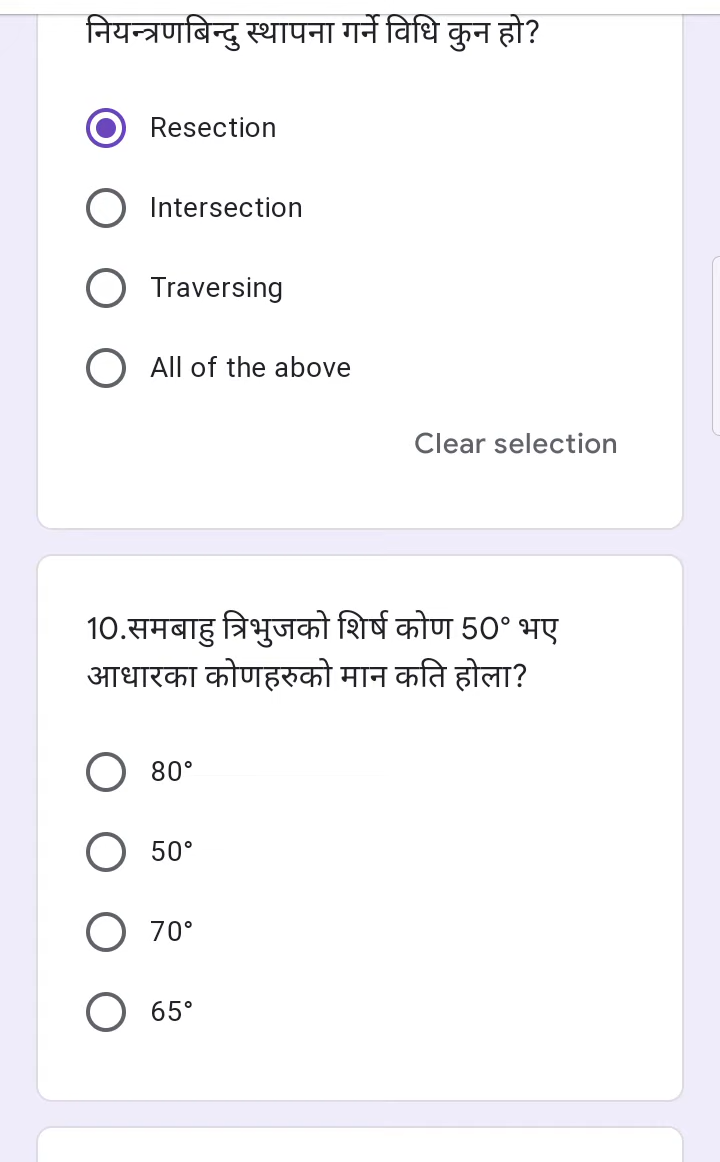 नियन्त्रणबिन्दु स्थापना गर्ने विधि कुन हो?
Resection
Intersection
Traversing
All of the above
Clear selection
10.समबाहु त्रिभुजको शिर्ष कोण 50° भए
आधारका कोणहरुको मान कति होला?
80°
50°
70°
65°